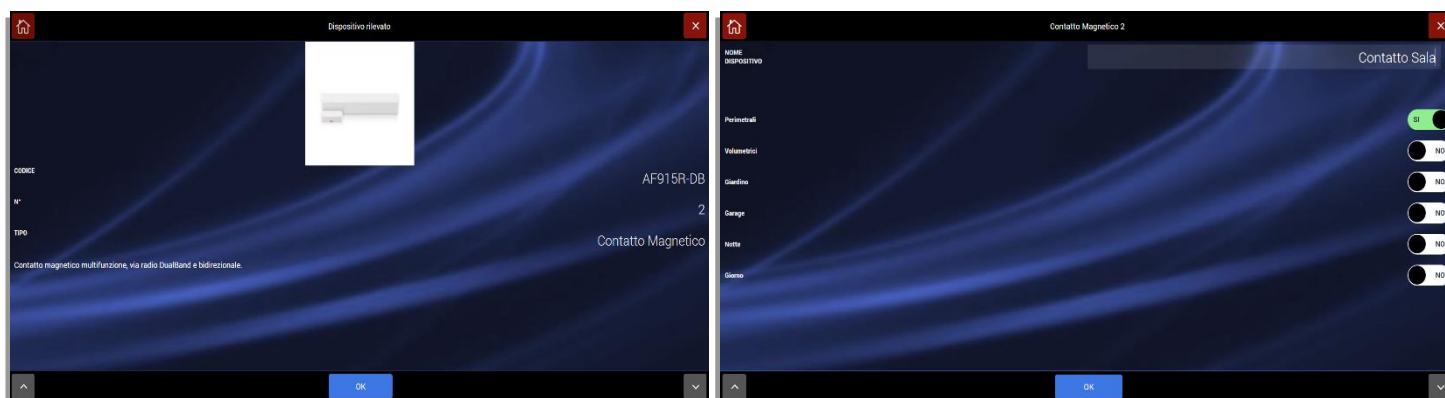 Dispositivo rilevato
CODICE
AF915R-DB
N°
2
TIPO
Contatto Magnetico
Contatto magnetico multifunzione, via radio DualBand e bidirezionale.
OK
Contatto Magnetico 2
NOME
DISPOSITIVO
Contatto Sala
Perimetrali
SI
Volumetrici
NO
Giardino
NO
Garage
NO
Notte
NO
Giorno
NO
OK